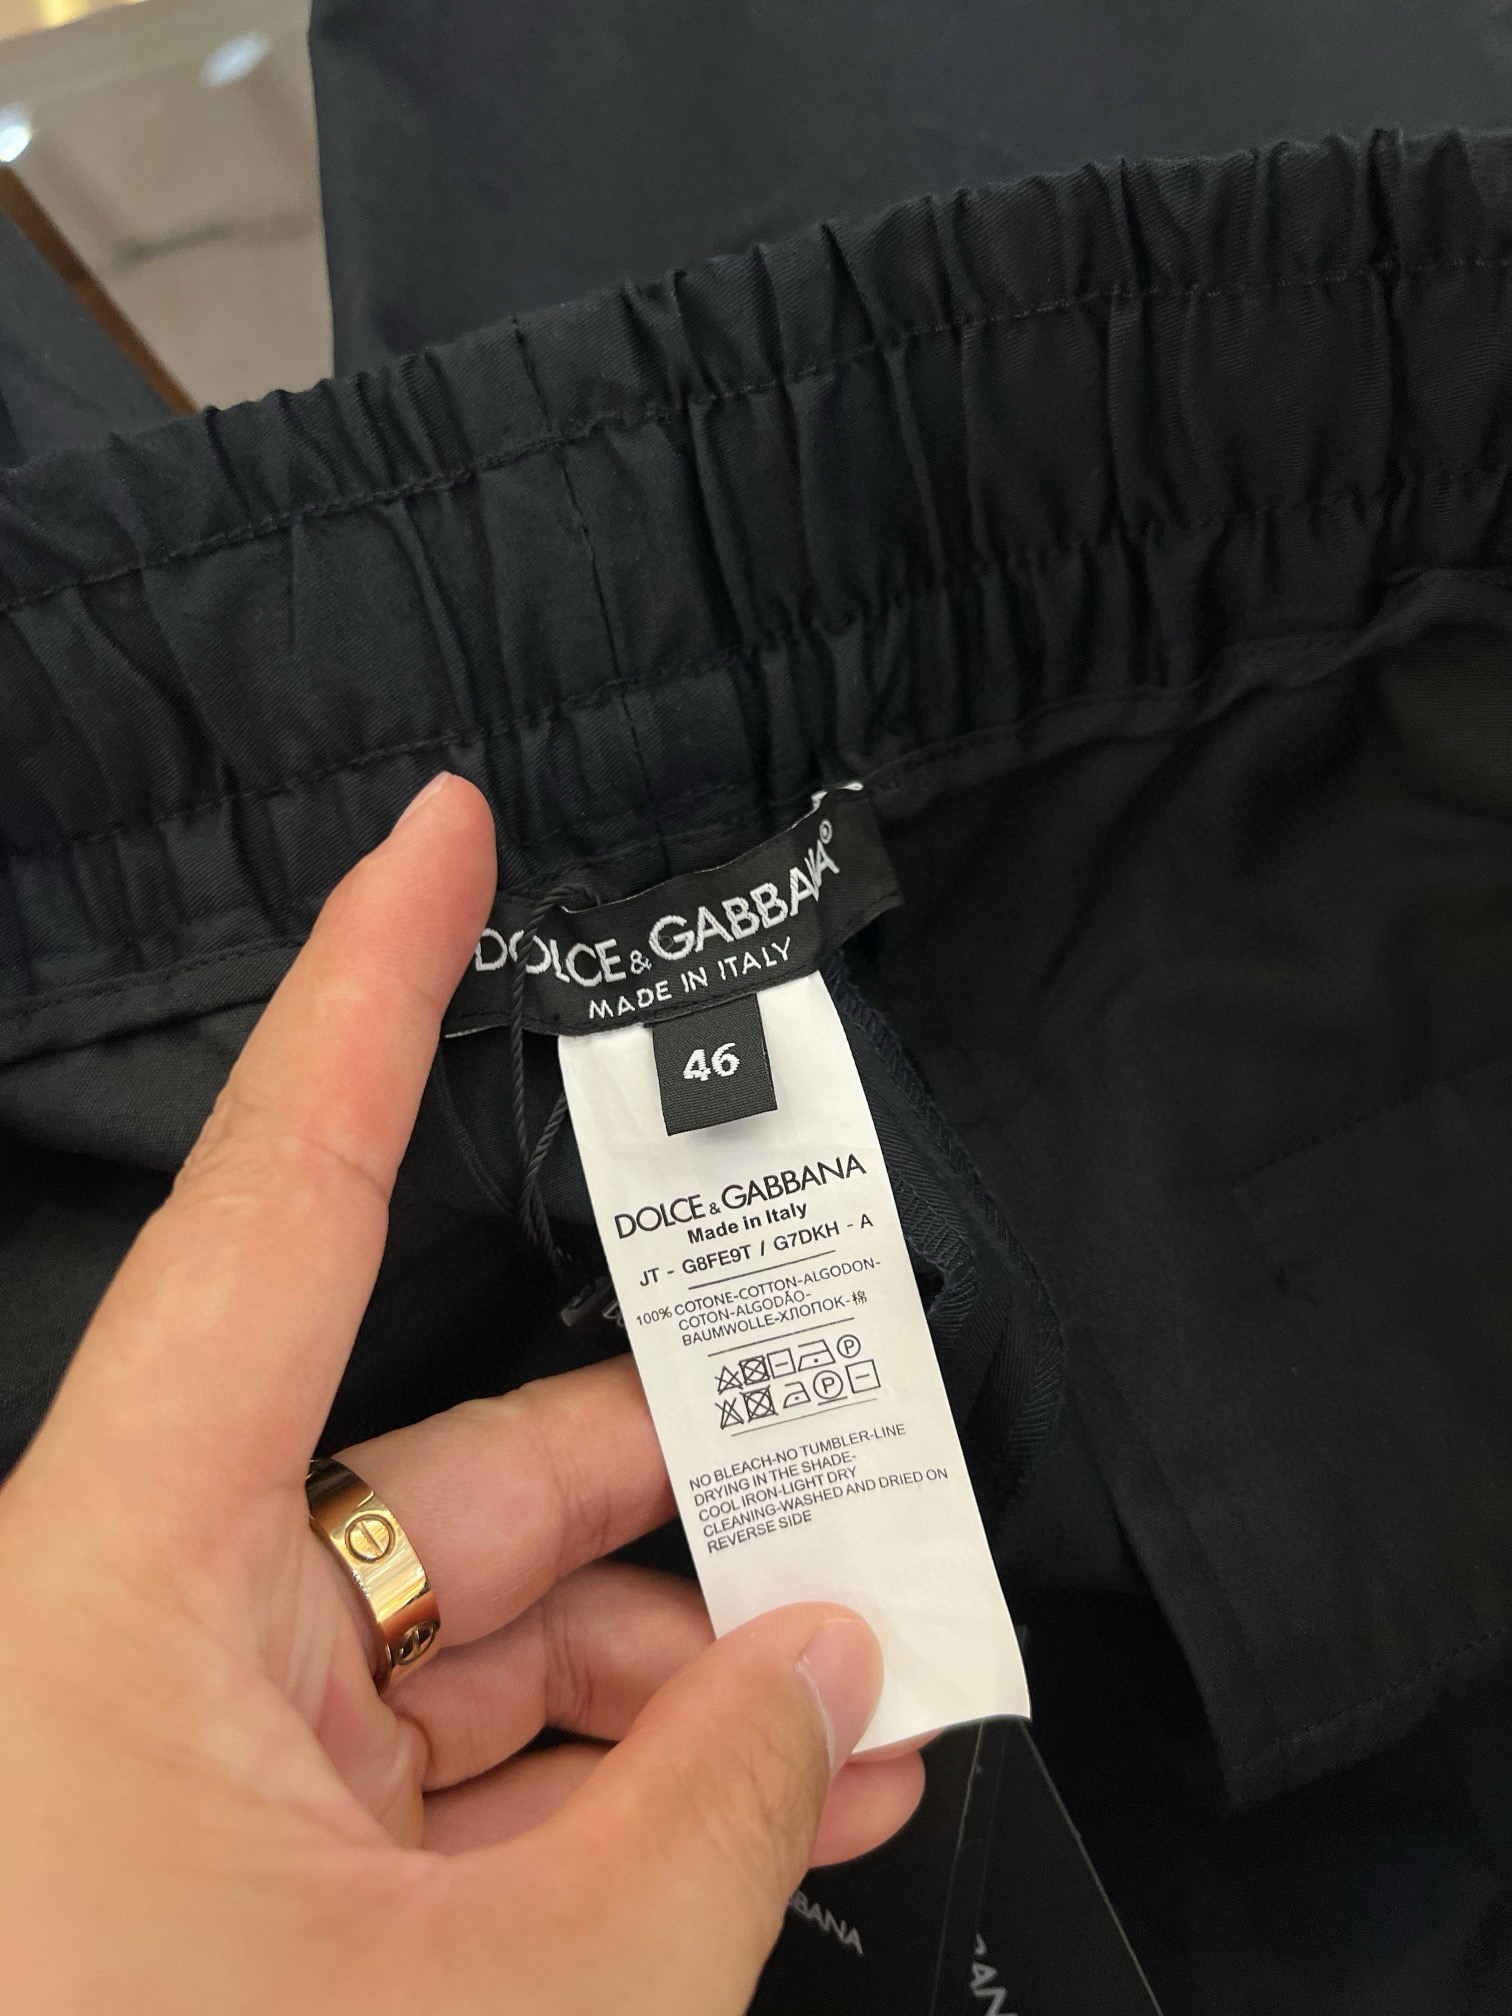 DOLCE & GABBANA®
MADE IN ITALY
46
DOLCE & GABBANA
Made in Italy
JT - G8FE9T / G7DKH - A
100% COTONE-COTTON-ALGODON-
COTON-ALGODÃO-
BAUMWOLLE-ХЛОПОК-棉
P
P
NO BLEACH-NO TUMBLER-LINE
DRYING IN THE SHADE-
COOL IRON-LIGHT DRY
CLEANING-WASHED AND DRIED ON
REVERSE SIDE